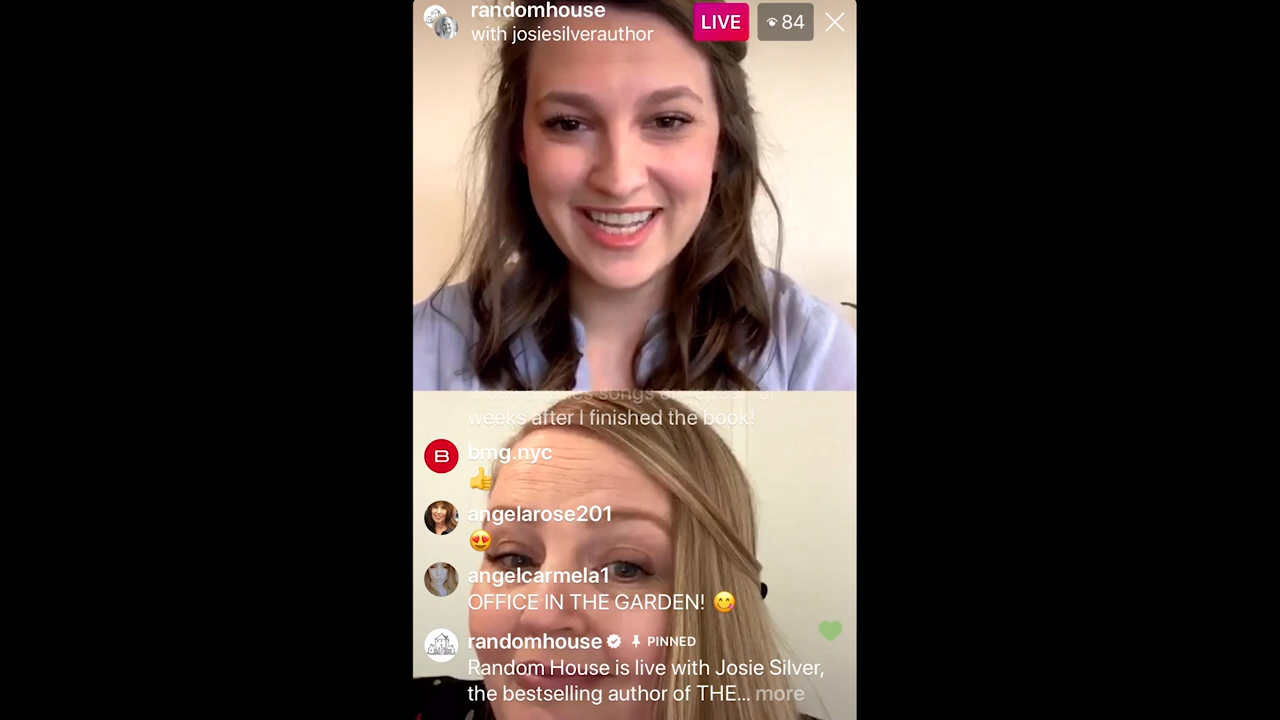 randomhouse
with josiesilverauthor
LIVE
84
songs
weeks after I finished the book!
B
bmg.nyc
👍
angelarose201
😍
angelcarmela1
OFFICE IN THE GARDEN! 😋
randomhouse PINNED
Random House is live with Josie Silver,
the bestselling author of THE... more